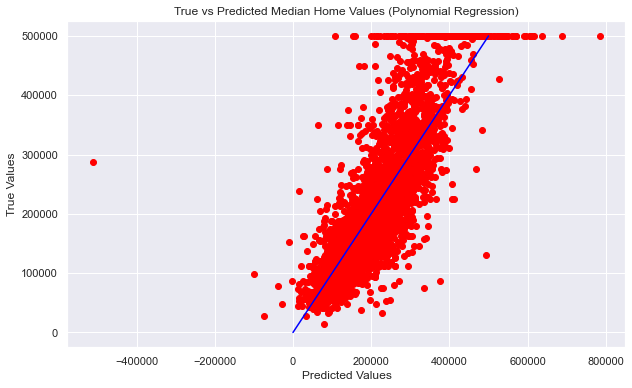 True vs Predicted Median Home Values (Polynomial Regression)
500000
400000
300000
200000
100000
0
True Values
−400000 −200000 0 200000 400000 600000 800000
Predicted Values